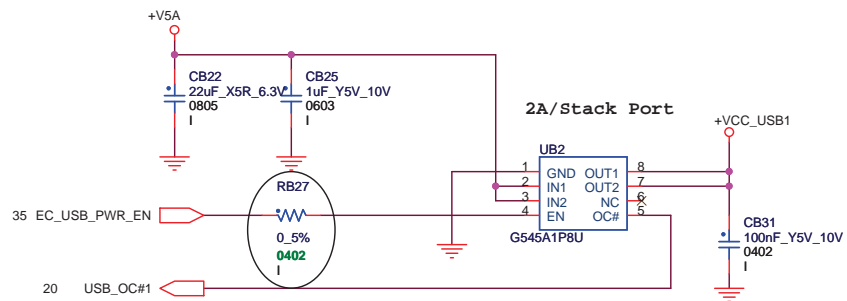 +V5A
CB22
22uF_X5R_6.3V
0805
I
CB25
1uF_Y5V_10V
0603
I
2A/Stack Port
+VCC_USB1
UB2
1 GND OUT1 8
2 IN1 OUT2 7
3 IN2 NC 6
4 EN OC# 5
G545A1P8U
RB27
35 EC_USB_PWR_EN
0_5%
0402
I
CB31
100nF_Y5V_10V
0402
I
20 USB_OC#1